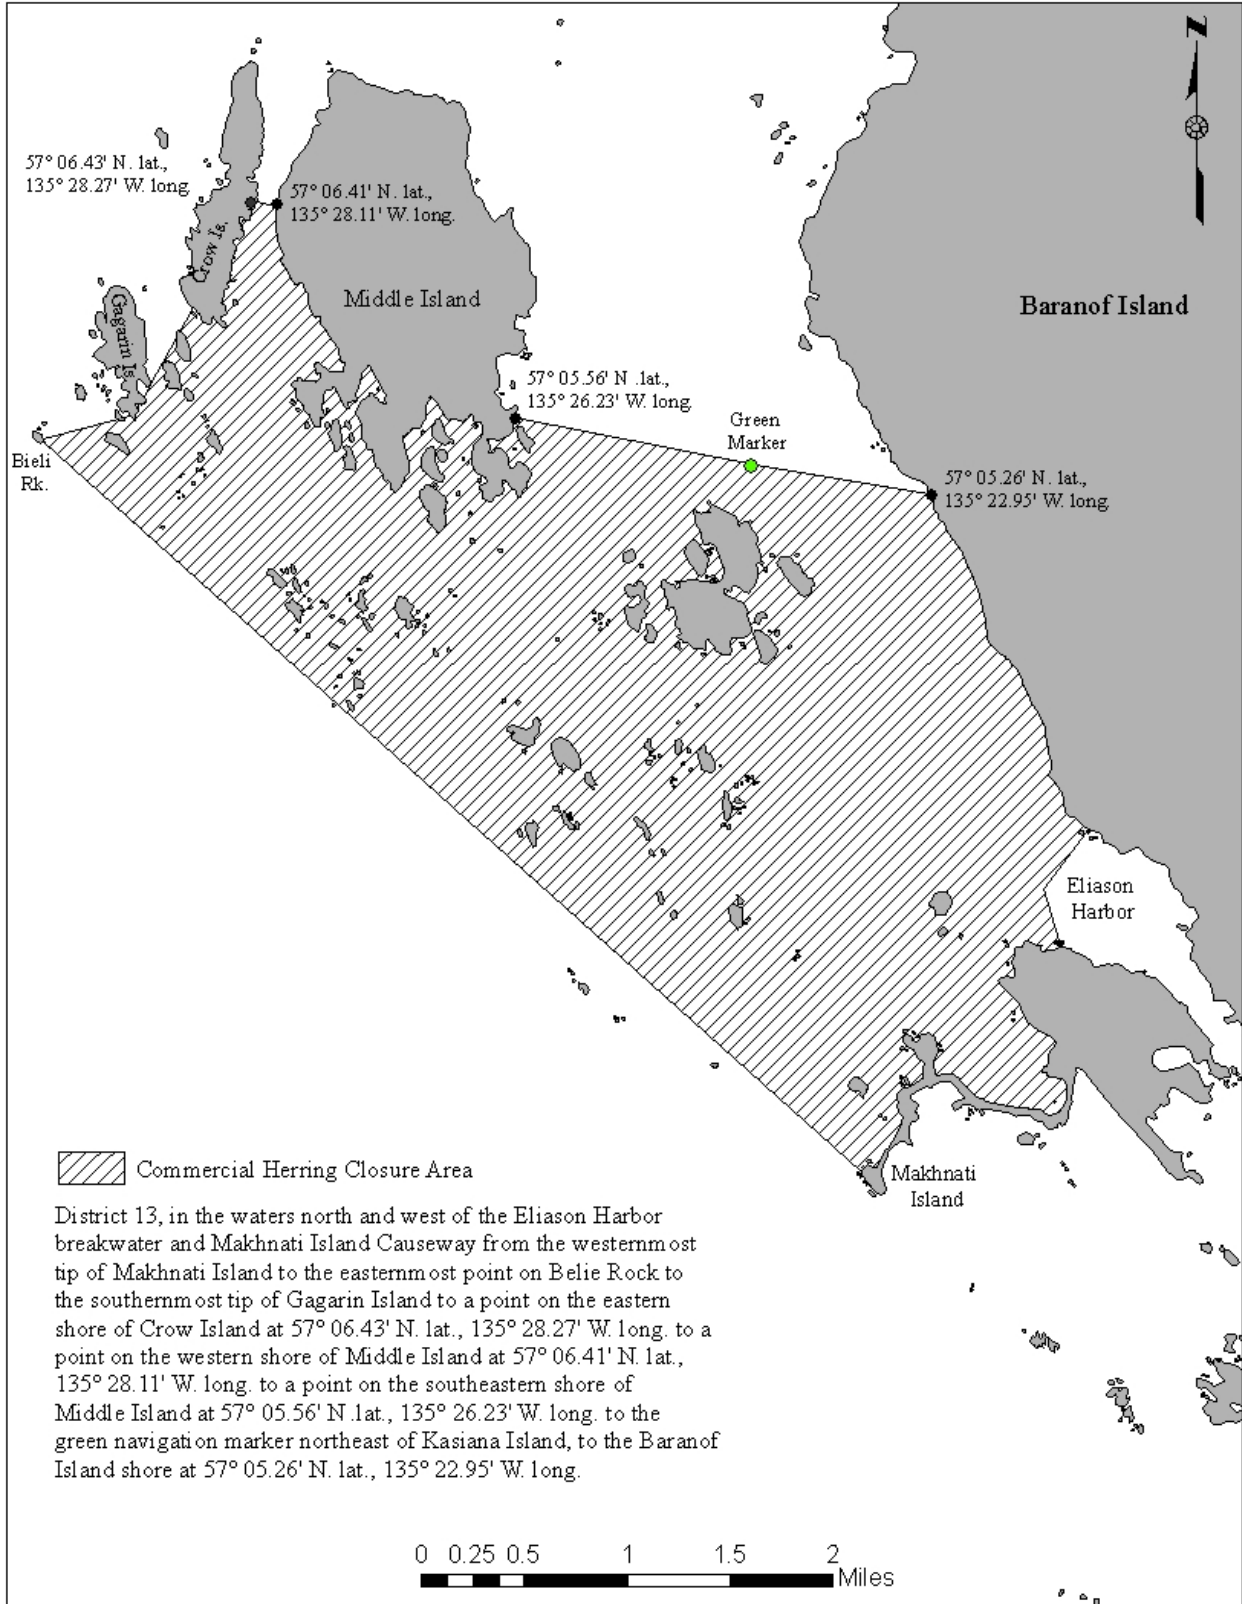 N
57° 06.43' N. lat.,
135° 28.27' W. long.
57° 06.41' N. lat.,
135° 28.11' W. long.
Crow Is.
Middle Island
Gagarin Is.
Baranof Island
57° 05.56' N .lat.,
135° 26.23' W. long.
Green
Marker
Bieli
Rk.
57° 05.26' N. lat.,
135° 22.95' W. long.
Eliason
Harbor
Makhnati
Island
Commercial Herring Closure Area
District 13, in the waters north and west of the Eliason Harbor
breakwater and Makhnati Island Causeway from the westernmost
tip of Makhnati Island to the easternmost point on Belie Rock to
the southernmost tip of Gagarin Island to a point on the eastern
shore of Crow Island at 57° 06.43' N. lat., 135° 28.27' W. long. to a
point on the western shore of Middle Island at 57° 06.41' N. lat.,
135° 28.11' W. long. to a point on the southeastern shore of
Middle Island at 57° 05.56' N .lat., 135° 26.23' W. long. to the
green navigation marker northeast of Kasiana Island, to the Baranof
Island shore at 57° 05.26' N. lat., 135° 22.95' W. long.
0 0.25 0.5 1 1.5 2
Miles